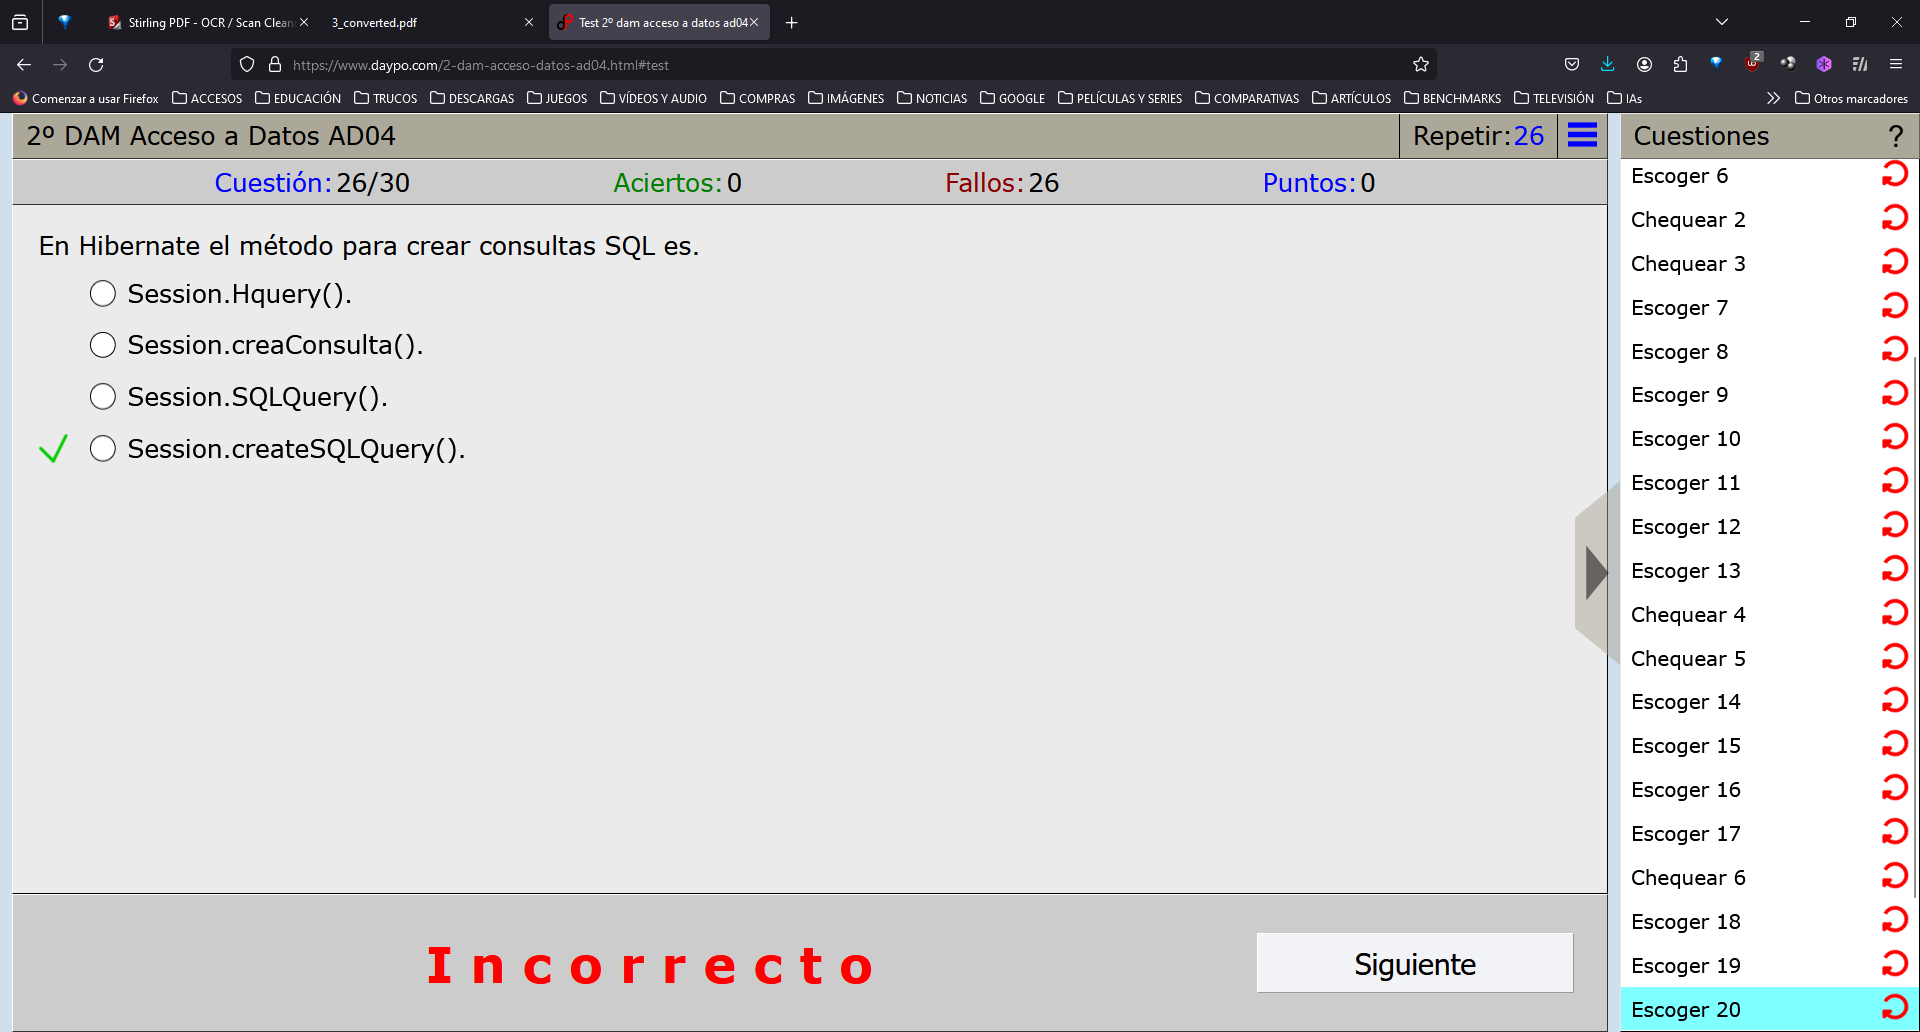 Stirling PDF - OCR / Scan Clean
3_converted.pdf
Test 2º dam acceso a datos ad04
https://www.daypo.com/2-dam-acceso-datos-ad04.html#test
2
Comenzar a usar Firefox
ACCESOS
EDUCACIÓN
TRUCOS
DESCARGAS
JUEGOS
VÍDEOS Y AUDIO
COMPRAS
IMÁGENES
NOTICIAS
GOOGLE
PELÍCULAS Y SERIES
COMPARATIVAS
ARTÍCULOS
BENCHMARKS
TELEVISIÓN
IAs
Otros marcadores
2º DAM Acceso a Datos AD04
Repetir:26
Cuestión:26/30
Aciertos:0
Fallos:26
Puntos:0
En Hibernate el método para crear consultas SQL es.
Session.Hquery().
Session.creaConsulta().
Session.SQLQuery().
Session.createSQLQuery().
Incorrecto
Siguiente
Cuestiones ?
Escoger 6
Chequear 2
Chequear 3
Escoger 7
Escoger 8
Escoger 9
Escoger 10
Escoger 11
Escoger 12
Escoger 13
Chequear 4
Chequear 5
Escoger 14
Escoger 15
Escoger 16
Escoger 17
Chequear 6
Escoger 18
Escoger 19
Escoger 20